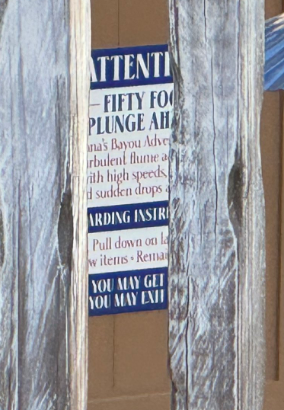 ATTENTI
— FIFTY FOO
PLUNGE AH
ana's Bayou Adve
urbulent flume a
with high speeds,
d sudden drops a
ARDING INSTR
Pull down on la
w items • Remai
YOU MAY GET
YOU MAY EXIT